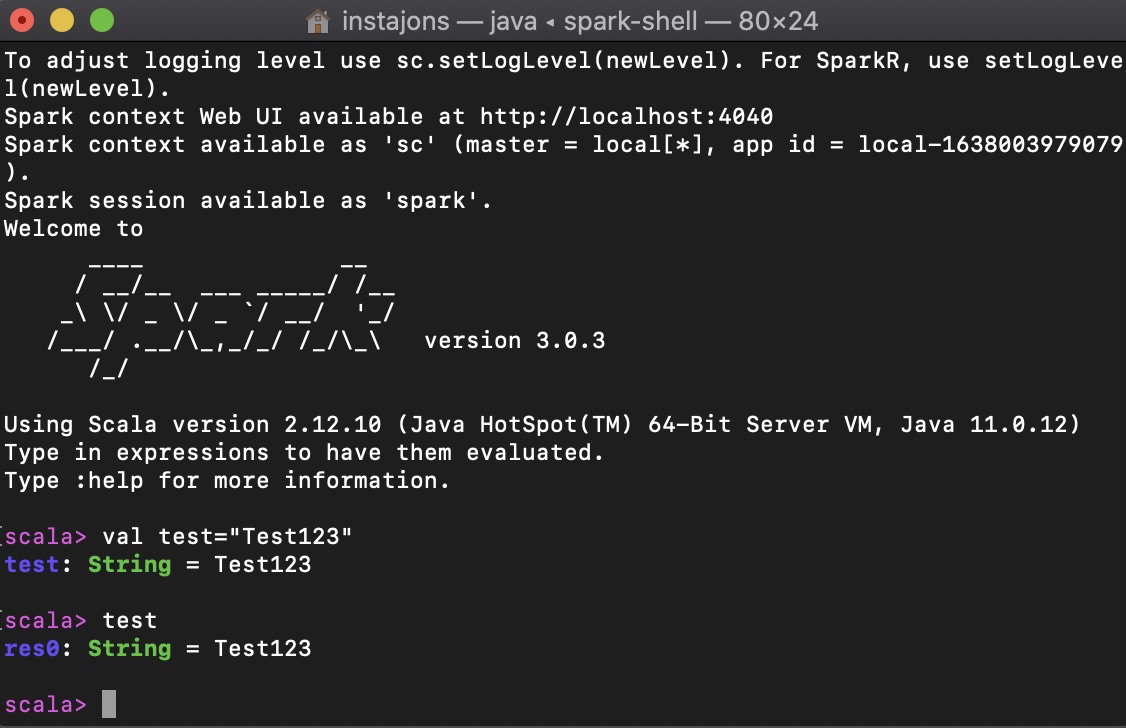 instajons — java ◂ spark-shell — 80×24
To adjust logging level use sc.setLogLevel(newLevel). For SparkR, use setLogLeve
l(newLevel).
Spark context Web UI available at http://localhost:4040
Spark context available as 'sc' (master = local[*], app id = local-1638003979079
).
Spark session available as 'spark'.
Welcome to
      ____              __
     / __/__  ___ _____/ /__
    _\ \/ _ \/ _ `/ __/  '_/
   /___/ .__/\_,_/_/ /_/\_\   version 3.0.3
      /_/
Using Scala version 2.12.10 (Java HotSpot(TM) 64-Bit Server VM, Java 11.0.12)
Type in expressions to have them evaluated.
Type :help for more information.
scala> val test="Test123"
test: String = Test123
scala> test
res0: String = Test123
scala>